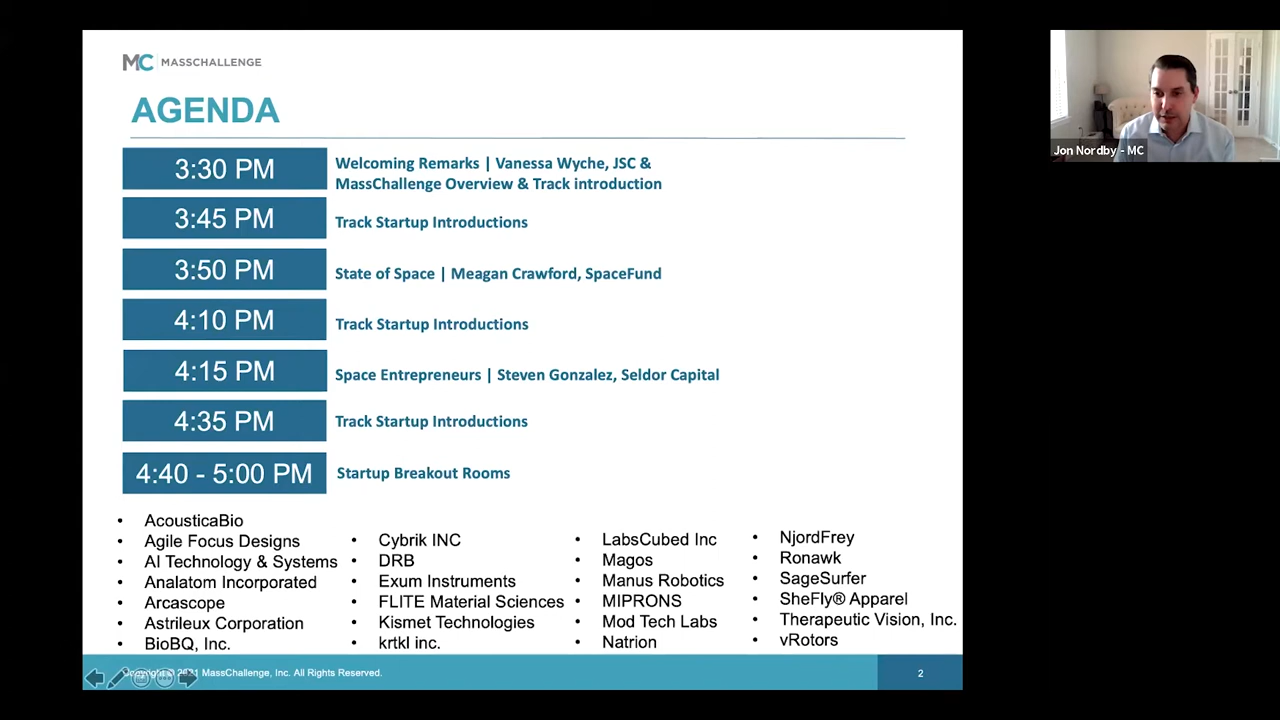 MC MASSCHALLENGE
AGENDA
3:30 PM
Welcoming Remarks | Vanessa Wyche, JSC &
MassChallenge Overview & Track introduction
3:45 PM
Track Startup Introductions
3:50 PM
State of Space | Meagan Crawford, SpaceFund
4:10 PM
Track Startup Introductions
4:15 PM
Space Entrepreneurs | Steven Gonzalez, Seldor Capital
4:35 PM
Track Startup Introductions
4:40 - 5:00 PM
Startup Breakout Rooms
• AcousticaBio
• Agile Focus Designs
• AI Technology & Systems
• Analatom Incorporated
• Arcascope
• Astrileux Corporation
• BioBQ, Inc.
• Cybrik INC
• DRB
• Exum Instruments
• FLITE Material Sciences
• Kismet Technologies
• krtkl inc.
• LabsCubed Inc
• Magos
• Manus Robotics
• MIPRONS
• Mod Tech Labs
• Natrion
• NjordFrey
• Ronawk
• SageSurfer
• SheFly® Apparel
• Therapeutic Vision, Inc.
• vRotors
Copyright © 2021 MassChallenge, Inc. All Rights Reserved.
2
Jon Nordby - MC